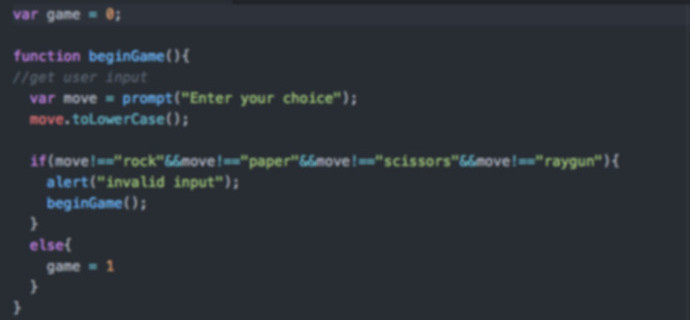 var game = 0;
function beginGame(){
//get user input
var move = prompt("Enter your choice");
move.toLowerCase();
if(move!=="rock"&&move!=="paper"&&move!=="scissors"&&move!=="raygun"){
alert("invalid input");
beginGame();
}
else{
game = 1
}
}